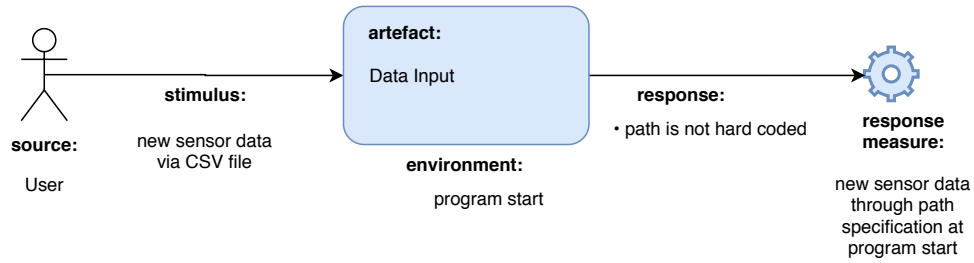 source:
User
stimulus:
new sensor data
via CSV file
artefact:
Data Input
environment:
program start
response:
• path is not hard coded
response
measure:
new sensor data
through path
specification at
program start